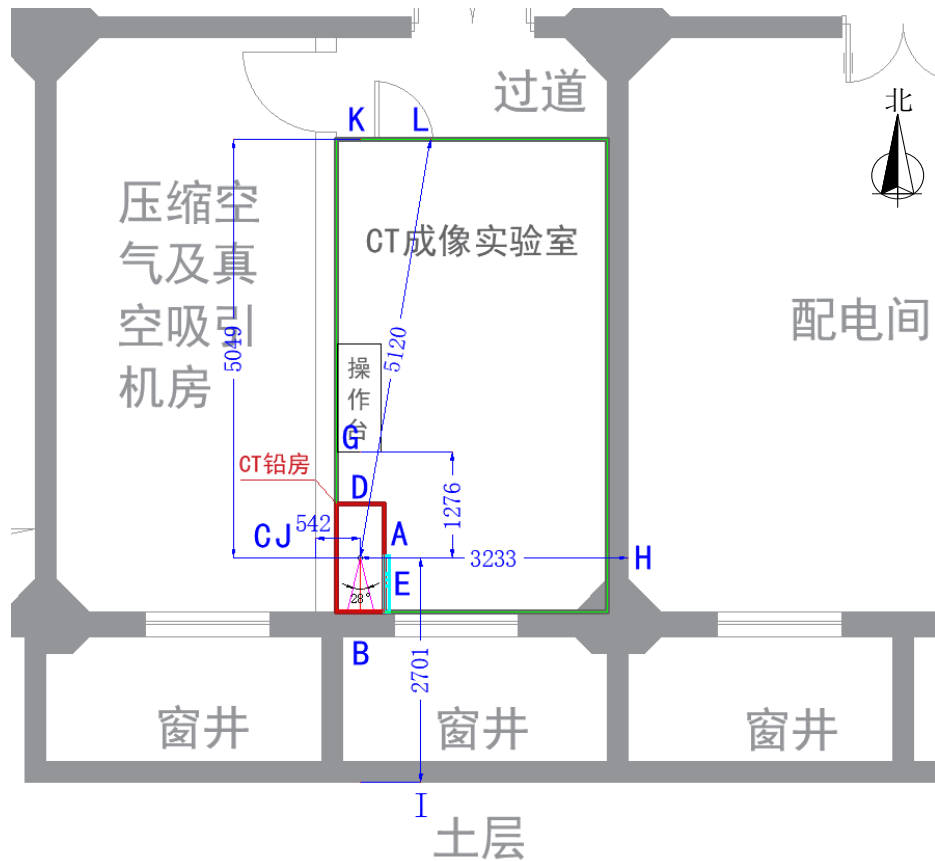 过道
北
K
L
压缩空
气及真
空吸引
机房
CT成像实验室
配电间
5049
5120
操
作
台
G
CT铅房
D
1276
CJ
542
A
3233
H
E
28°
B
2701
窗井
窗井
窗井
I
土层